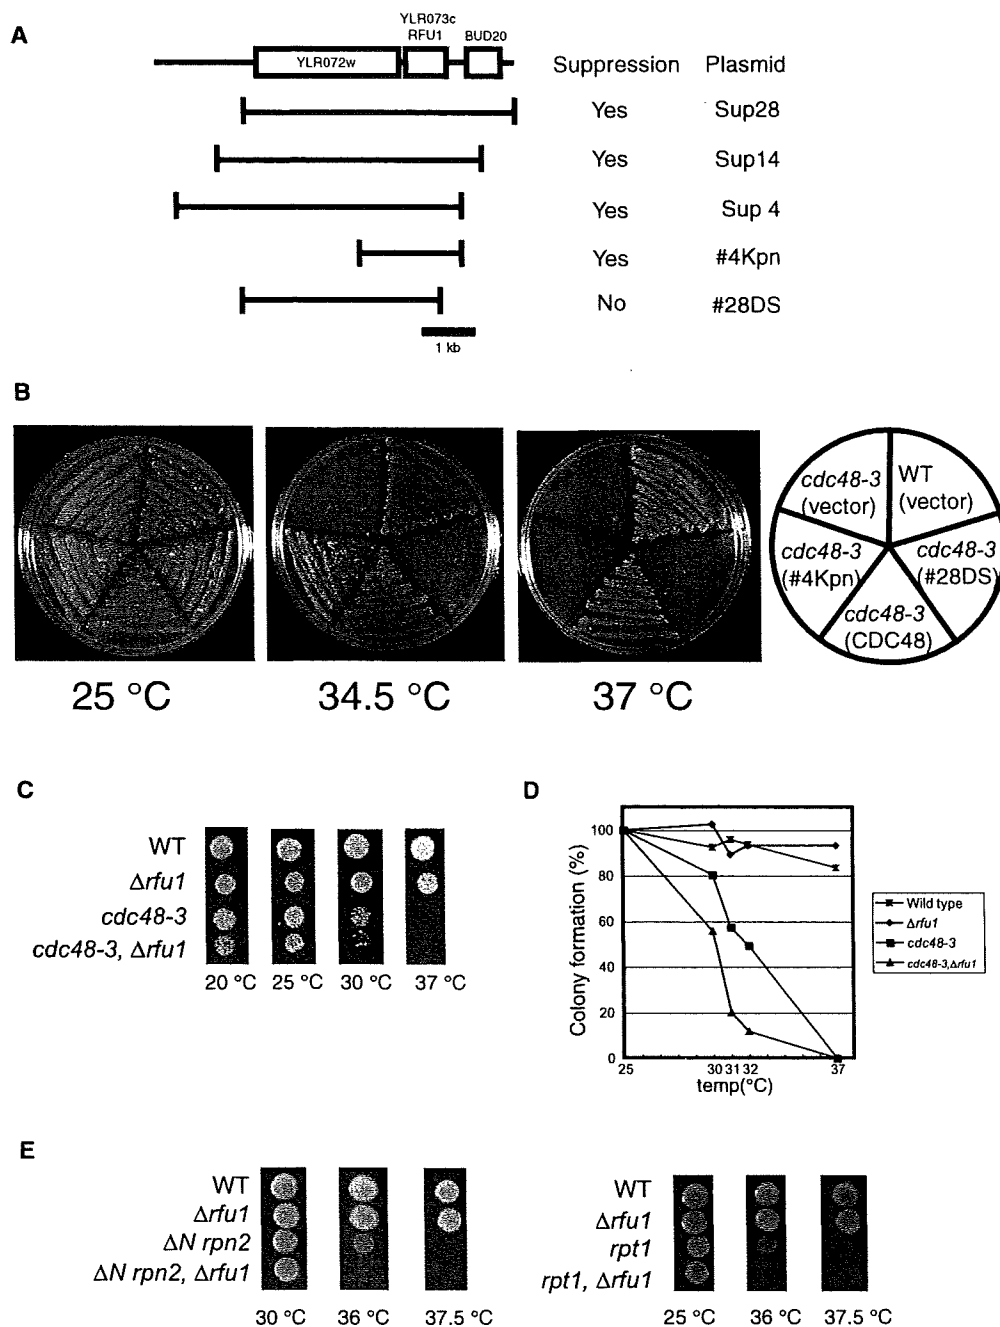 A
YLR073c
RFU1
BUD20
YLR072w
Suppression Plasmid
Yes Sup28
Yes Sup14
Yes Sup 4
Yes #4Kpn
No #28DS
1 kb
B
cdc48-3
(vector)
WT
(vector)
cdc48-3
(#4Kpn)
cdc48-3
(#28DS)
cdc48-3
(CDC48)
25 °C 34.5 °C 37 °C
C
WT
Δrfu1
cdc48-3
cdc48-3, Δrfu1
20 °C 25 °C 30 °C 37 °C
D
Colony formation (%)
100
80
60
40
20
0
25 30 31 32 37
temp(°C)
Wild type
Δrfu1
cdc48-3
cdc48-3,Δrfu1
E
WT
Δrfu1
ΔN rpn2
ΔN rpn2, Δrfu1
30 °C 36 °C 37.5 °C
WT
Δrfu1
rpt1
rpt1, Δrfu1
25 °C 36 °C 37.5 °C